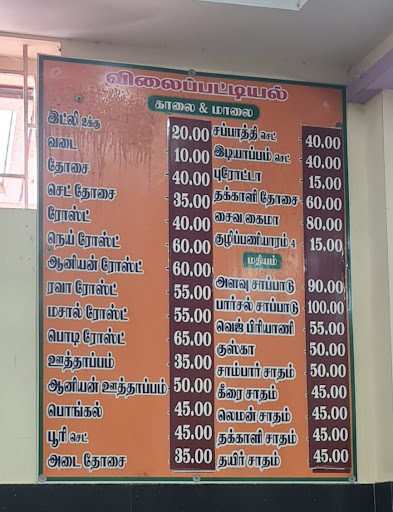 விலைப்பட்டியல்
காலை & மாலை
இட்லி உக்கு 20.00
வடை 10.00
தோசை 40.00
செட் தோசை 35.00
ரோஸ்ட் 40.00
நெய் ரோஸ்ட் 60.00
ஆனியன் ரோஸ்ட் 60.00
ரவா ரோஸ்ட் 55.00
மசால் ரோஸ்ட் 55.00
பொடி ரோஸ்ட் 65.00
ஊத்தாப்பம் 35.00
ஆனியன் ஊத்தாப்பம் 50.00
பொங்கல் 45.00
பூரி செட் 45.00
அடை தோசை 35.00
சப்பாத்தி செட் 40.00
இடியாப்பம் செட் 40.00
புரோட்டா 15.00
தக்காளி தோசை 60.00
சைவ கைமா 80.00
குழிப்பணியாரம் 4 15.00
மதியம்
அளவு சாப்பாடு 90.00
பார்சல் சாப்பாடு 100.00
வெஜ் பிரியாணி 55.00
குஸ்கா 50.00
சாம்பார் சாதம் 50.00
கீரை சாதம் 45.00
லெமன் சாதம் 45.00
தக்காளி சாதம் 45.00
தயிர் சாதம் 45.00